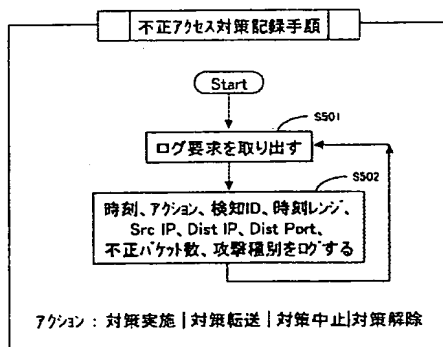 不正アクセス対策記録手順
Start
S501
ログ要求を取り出す
S502
時刻、アクション、検知ID、時刻レンジ、
Src IP、Dist IP、Dist Port、
不正パケット数、攻撃種別をログする
アクション : 対策実施 | 対策転送 | 対策中止 | 対策解除